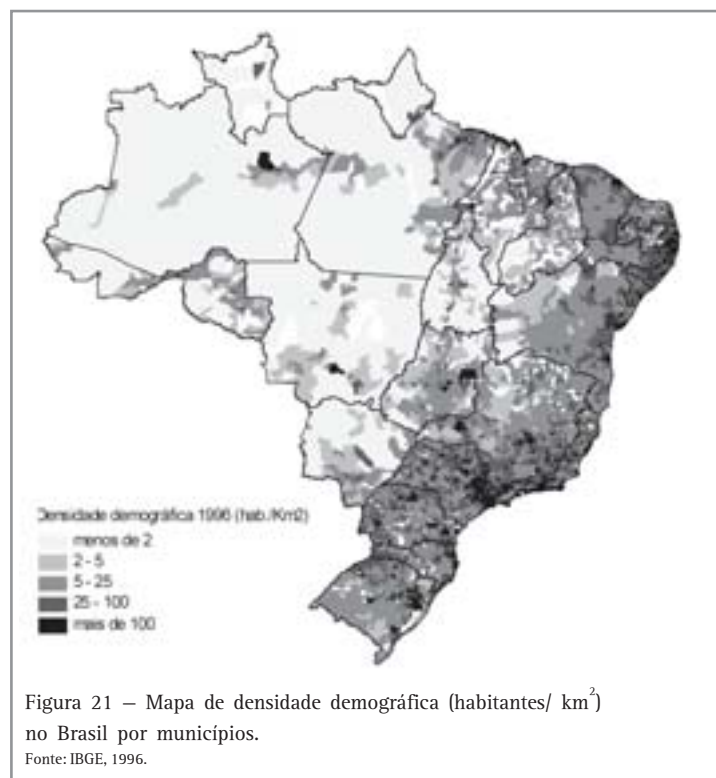 Densidade demográfica 1996 (hab./Km2)
menos de 2
2 - 5
5 - 25
25 - 100
mais de 100
Figura 21 – Mapa de densidade demográfica (habitantes/ km²)
no Brasil por municípios.
Fonte: IBGE, 1996.